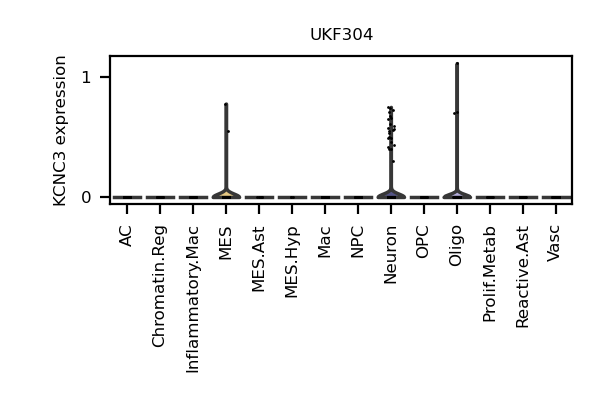 UKF304
KCNC3 expression
1
0
AC
Chromatin.Reg
Inflammatory.Mac
MES
MES.Ast
MES.Hyp
Mac
NPC
Neuron
OPC
Oligo
Prolif.Metab
Reactive.Ast
Vasc